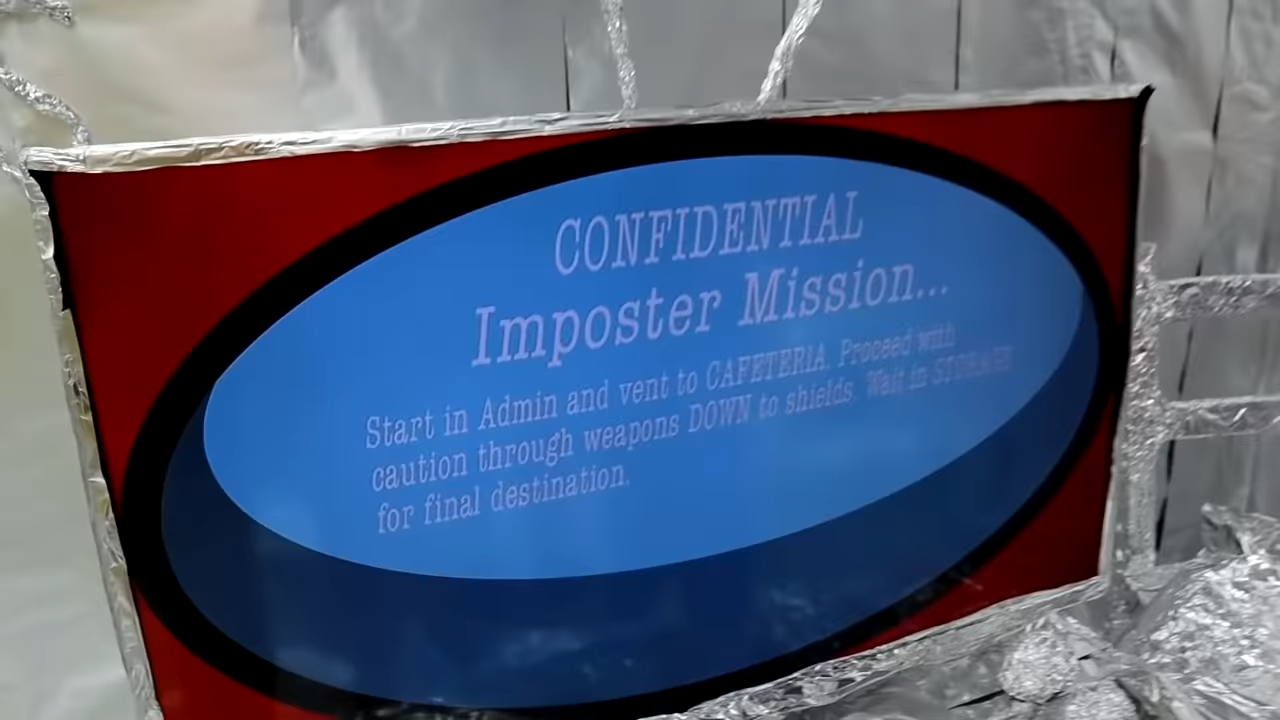 CONFIDENTIAL
Imposter Mission...
Start in Admin and vent to CAFETERIA. Proceed with
caution through weapons DOWN to shields. Wait in STORAGE
for final destination.